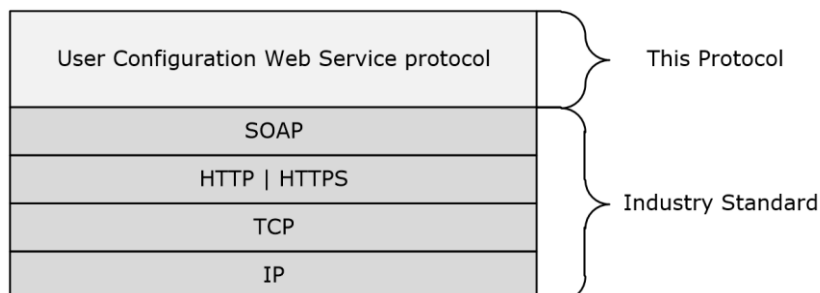 User Configuration Web Service protocol
This Protocol
SOAP
HTTP | HTTPS
Industry Standard
TCP
IP